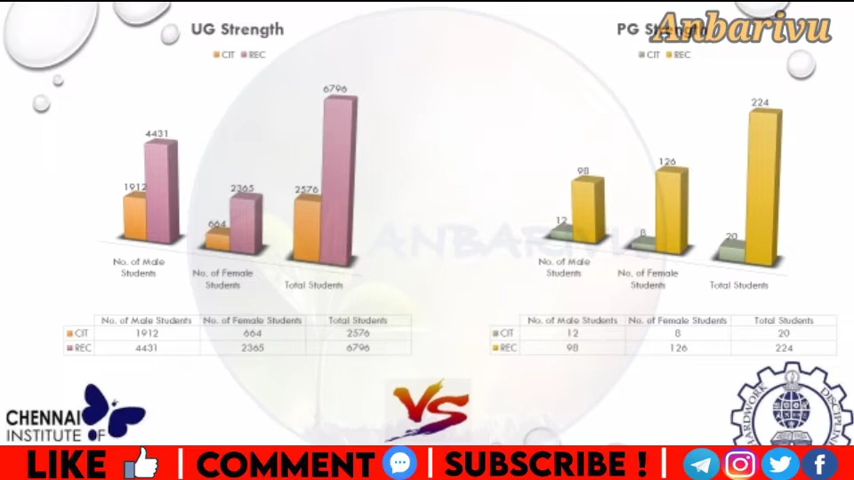 UG Strength
CIT REC
4431
1912
664
2365
2576
6796
No. of Male Students
No. of Female Students
Total Students
No. of Male Students No. of Female Students Total Students
CIT 1912 664 2576
REC 4431 2365 6796
Anbarivu
PG
CIT REC
12
98
8
126
20
224
No. of Male Students
No. of Female Students
Total Students
No. of Male Students No. of Female Students Total Students
CIT 12 8 20
REC 98 126 224
ANBARIVU
CHENNAI
INSTITUTE OF
VS
HARDWORK DISCIPLINE
LIKE | COMMENT | SUBSCRIBE ! |